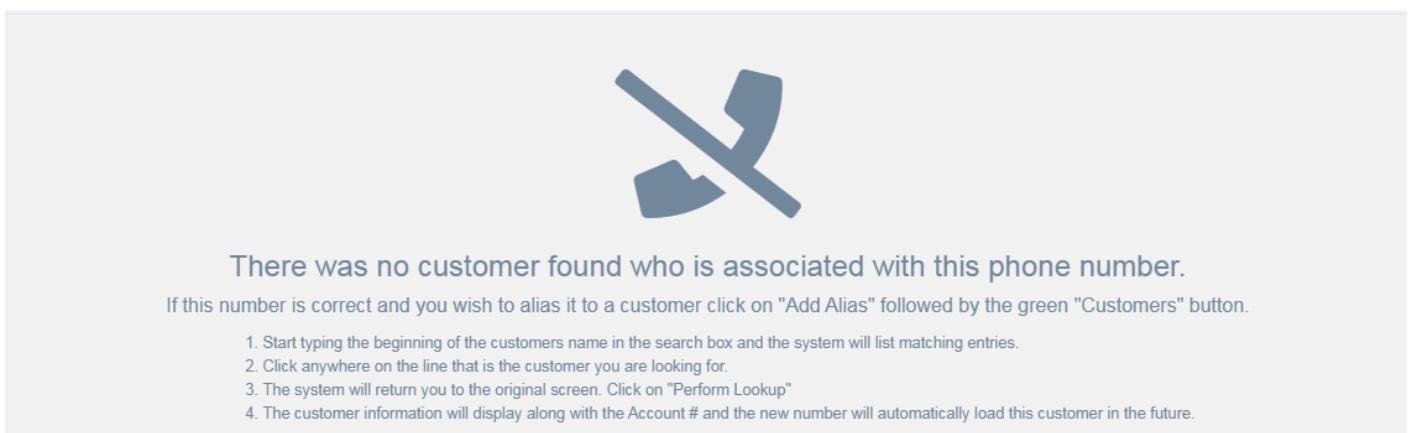 There was no customer found who is associated with this phone number.
If this number is correct and you wish to alias it to a customer click on "Add Alias" followed by the green "Customers" button.
1. Start typing the beginning of the customers name in the search box and the system will list matching entries.
2. Click anywhere on the line that is the customer you are looking for.
3. The system will return you to the original screen. Click on "Perform Lookup"
4. The customer information will display along with the Account # and the new number will automatically load this customer in the future.